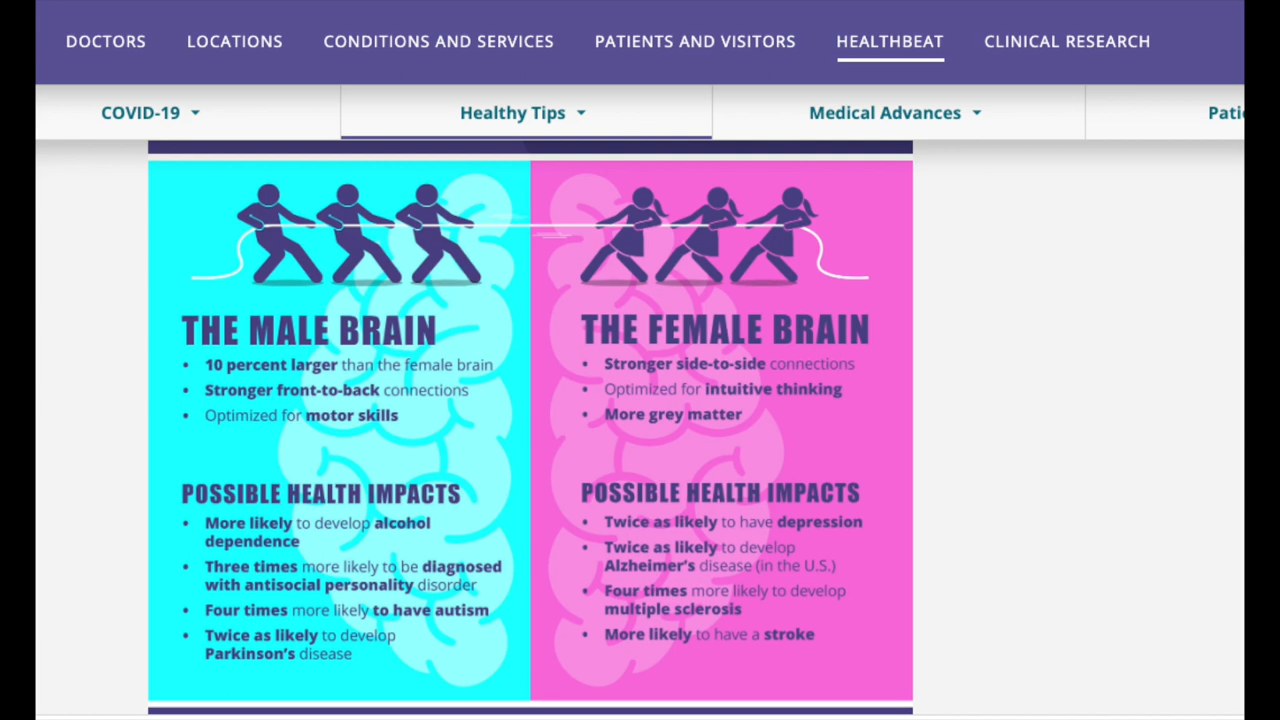 DOCTORS LOCATIONS CONDITIONS AND SERVICES PATIENTS AND VISITORS HEALTHBEAT CLINICAL RESEARCH
COVID-19 Healthy Tips Medical Advances
THE MALE BRAIN
• 10 percent larger than the female brain
• Stronger front-to-back connections
• Optimized for motor skills
POSSIBLE HEALTH IMPACTS
• More likely to develop alcohol
dependence
• Three times more likely to be diagnosed
with antisocial personality disorder
• Four times more likely to have autism
• Twice as likely to develop
Parkinson's disease
THE FEMALE BRAIN
• Stronger side-to-side connections
• Optimized for intuitive thinking
• More grey matter
POSSIBLE HEALTH IMPACTS
• Twice as likely to have depression
• Twice as likely to develop
Alzheimer's disease (in the U.S.)
• Four times more likely to develop
multiple sclerosis
• More likely to have a stroke